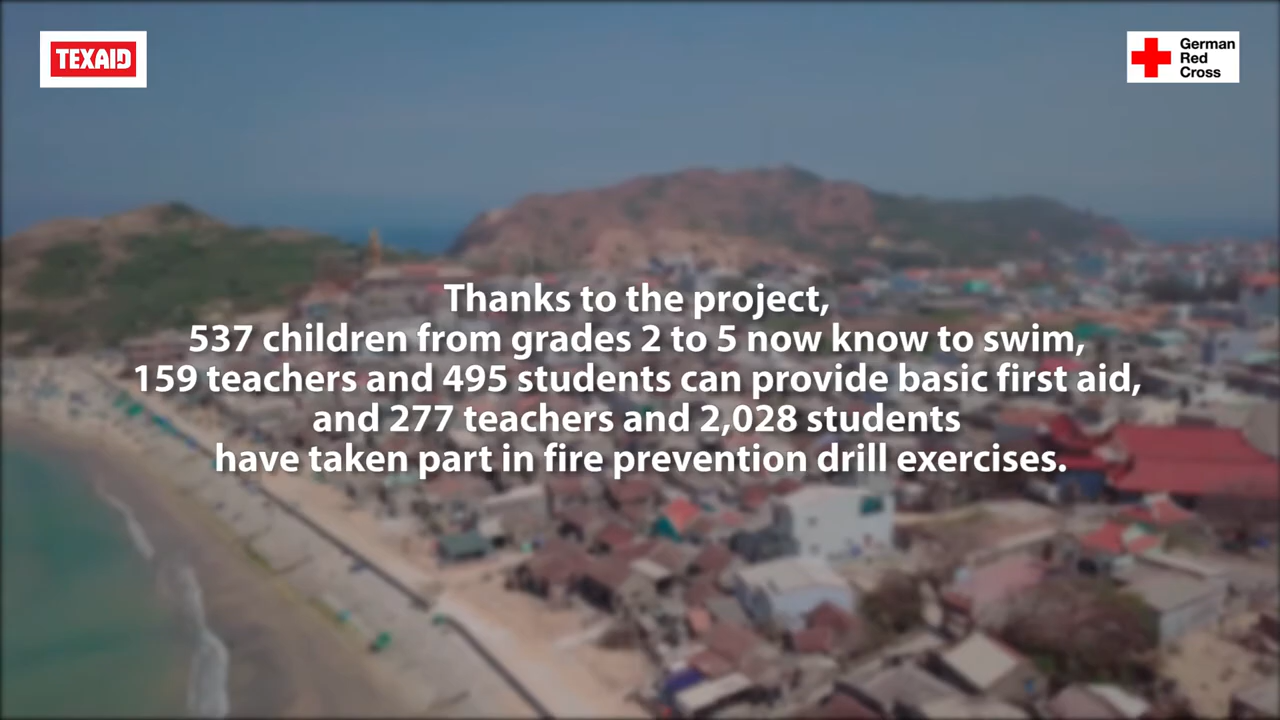 TEXAID
German
Red
Cross
Thanks to the project,
537 children from grades 2 to 5 now know to swim,
159 teachers and 495 students can provide basic first aid,
and 277 teachers and 2,028 students
have taken part in fire prevention drill exercises.